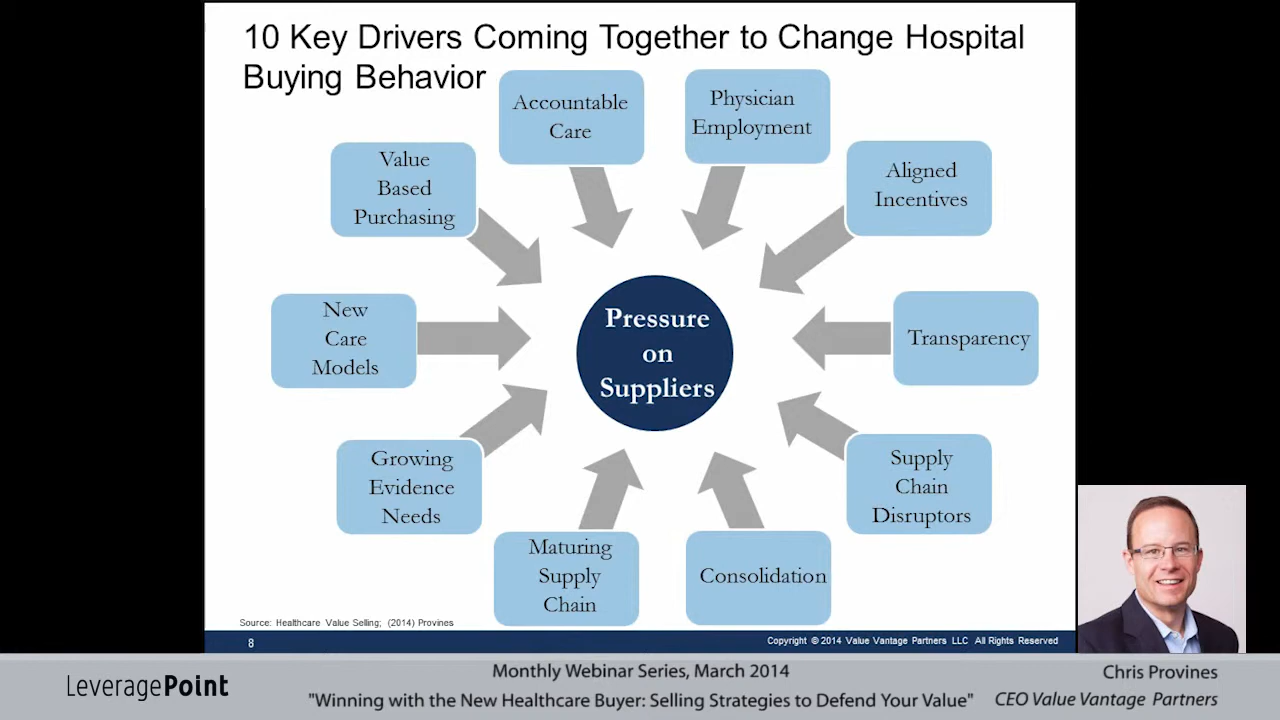 10 Key Drivers Coming Together to Change Hospital
Buying Behavior
Accountable
Care
Physician
Employment
Value
Based
Purchasing
Aligned
Incentives
New
Care
Models
Pressure
on
Suppliers
Transparency
Growing
Evidence
Needs
Supply
Chain
Disruptors
Maturing
Supply
Chain
Consolidation
Source: Healthcare Value Selling; (2014) Provines
8
Copyright © 2014 Value Vantage Partners LLC All Rights Reserved
LeveragePoint
Monthly Webinar Series, March 2014
"Winning with the New Healthcare Buyer: Selling Strategies to Defend Your Value"
Chris Provines
CEO Value Vantage Partners